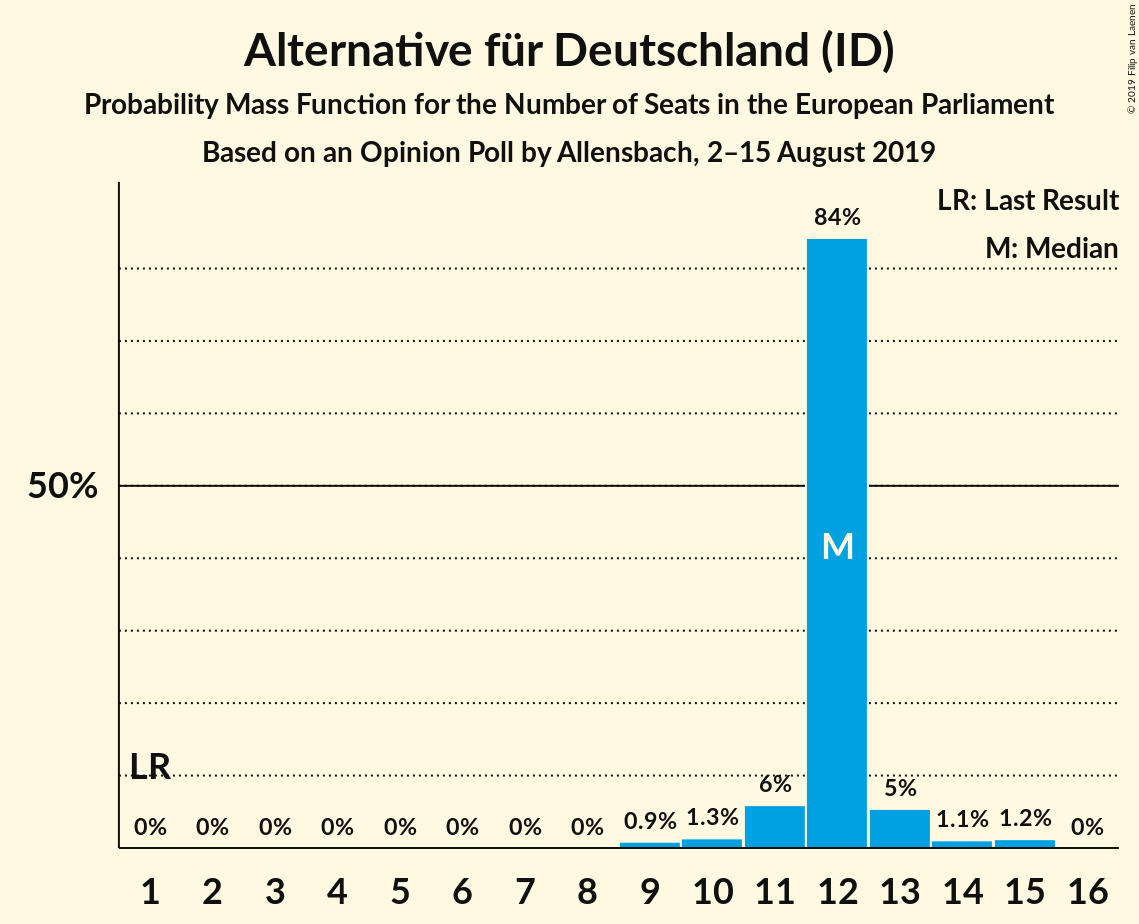 Alternative für Deutschland (ID)
Probability Mass Function for the Number of Seats in the European Parliament
Based on an Opinion Poll by Allensbach, 2–15 August 2019
© 2019 Filip van Laenen
LR: Last Result
M: Median
84%
50%
M
LR
0% 0% 0% 0% 0% 0% 0% 0% 0.9% 1.3% 6% 5% 1.1% 1.2% 0%
1 2 3 4 5 6 7 8 9 10 11 12 13 14 15 16